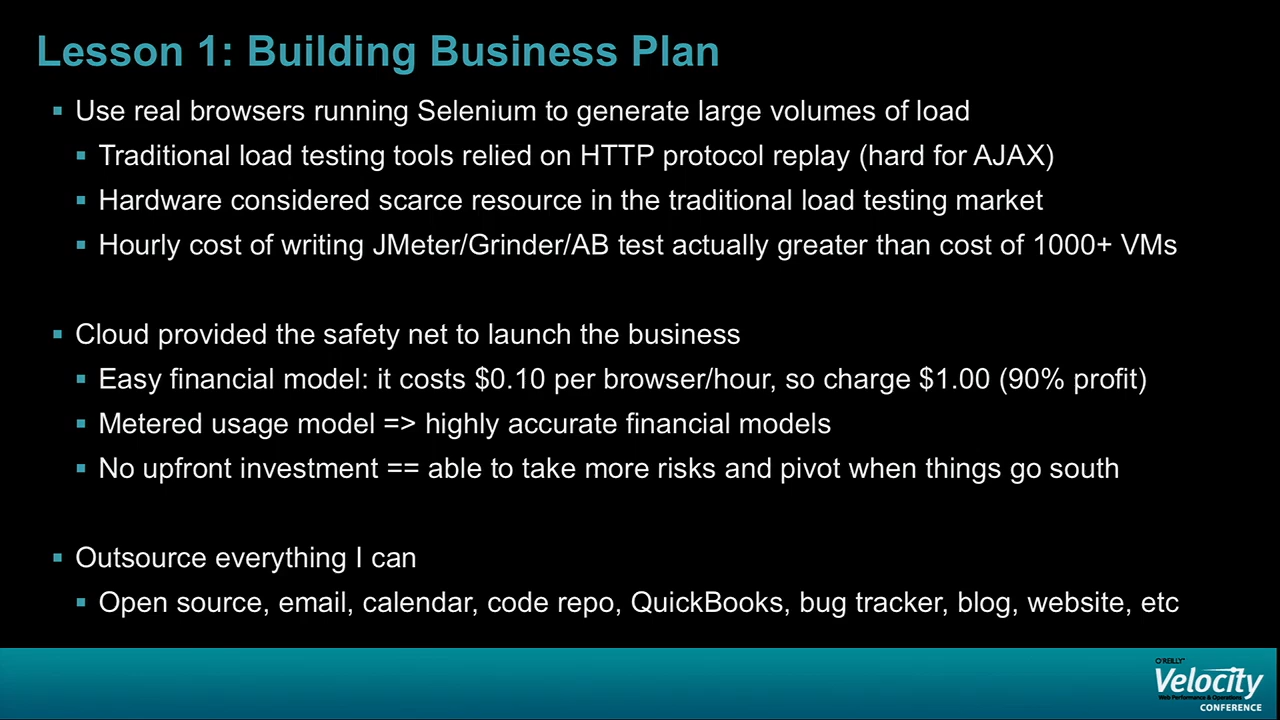 Lesson 1: Building Business Plan
Use real browsers running Selenium to generate large volumes of load
Traditional load testing tools relied on HTTP protocol replay (hard for AJAX)
Hardware considered scarce resource in the traditional load testing market
Hourly cost of writing JMeter/Grinder/AB test actually greater than cost of 1000+ VMs
Cloud provided the safety net to launch the business
Easy financial model: it costs $0.10 per browser/hour, so charge $1.00 (90% profit)
Metered usage model => highly accurate financial models
No upfront investment == able to take more risks and pivot when things go south
Outsource everything I can
Open source, email, calendar, code repo, QuickBooks, bug tracker, blog, website, etc
O'REILLY
Velocity
Web Performance & Operations
CONFERENCE